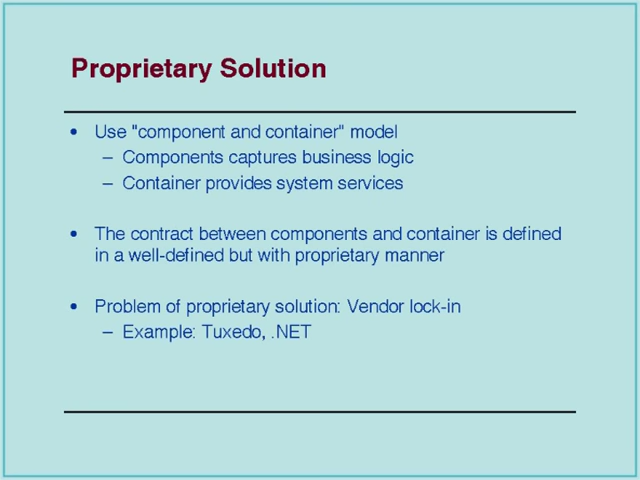 Proprietary Solution
• Use "component and container" model
– Components captures business logic
– Container provides system services
• The contract between components and container is defined
in a well-defined but with proprietary manner
• Problem of proprietary solution: Vendor lock-in
– Example: Tuxedo, .NET